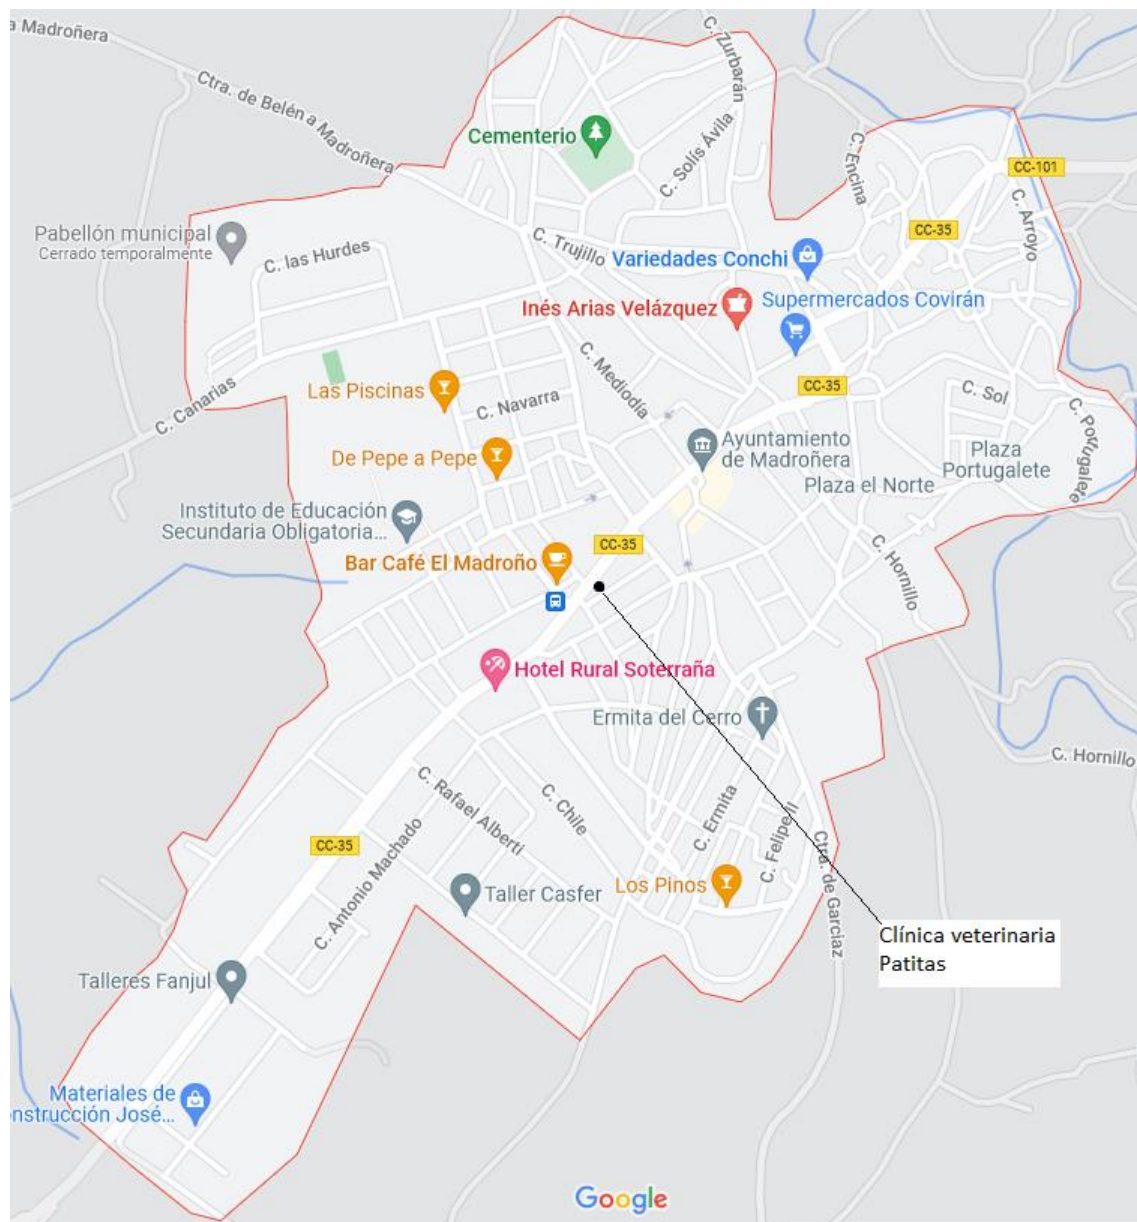 a Madroñera
Ctra. de Belén a Madroñera
C. Zurbarán
Cementerio
C. Solís Ávila
C. Encina
CC-101
C. Arroyo
CC-35
Pabellón municipal
Cerrado temporalmente
C. las Hurdes
C. Trujillo
Variedades Conchi
Inés Arias Velázquez
Supermercados Covirán
C. Mediodía
CC-35
Las Piscinas
C. Navarra
C. Sol
C. Portugalete
C. Canarias
De Pepe a Pepe
Ayuntamiento
de Madroñera
Plaza
Portugalete
Plaza el Norte
Instituto de Educación
Secundaria Obligatoria...
CC-35
Bar Café El Madroño
C. Hornillo
Hotel Rural Soterraña
Ermita del Cerro
C. Hornillo
C. Rafael Alberti
C. Chile
C. Ermita
C. Felipe II
Ctra. de Garciaz
CC-35
C. Antonio Machado
Taller Casfer
Los Pinos
Clínica veterinaria
Patitas
Talleres Fanjul
Materiales de
onstrucción José...
Google